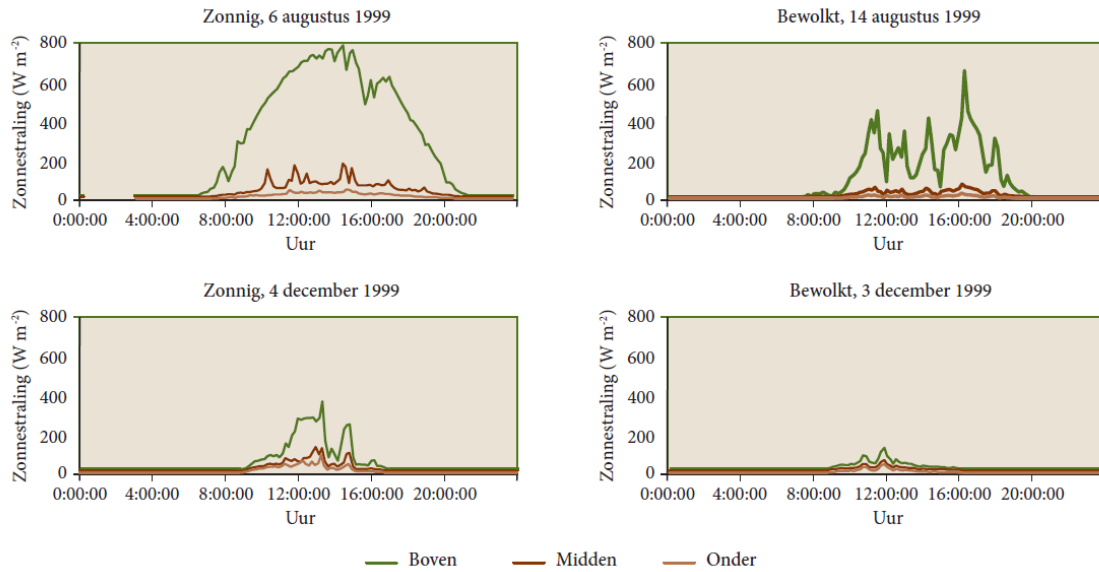 Zonnig, 6 augustus 1999
Zonnestraling (W m⁻²)
800
600
400
200
0
0:00:00 4:00:00 12:00:00 16:00:00 20:00:00
Uur
Bewolkt, 14 augustus 1999
Zonnestraling (W m⁻²)
800
600
400
200
0
0:00:00 4:00:00 8:00:00 12:00:00 16:00:00 20:00:00
Uur
Zonnig, 4 december 1999
Zonnestraling (W m⁻²)
800
600
400
200
0
0:00:00 4:00:00 12:00:00 16:00:00 20:00:00
Uur
Bewolkt, 3 december 1999
Zonnestraling (W m⁻²)
800
600
400
200
0
0:00:00 4:00:00 8:00:00 12:00:00 16:00:00 20:00:00
Uur
Boven Midden Onder